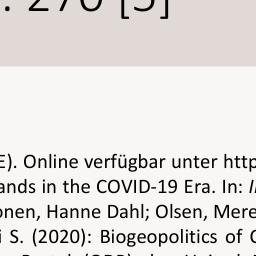 . 270 [5]
E). Online verfügbar unter http
ands in the COVID-19 Era. In: I
onen, Hanne Dahl; Olsen, Mere
i S. (2020): Biogeopolitics of C